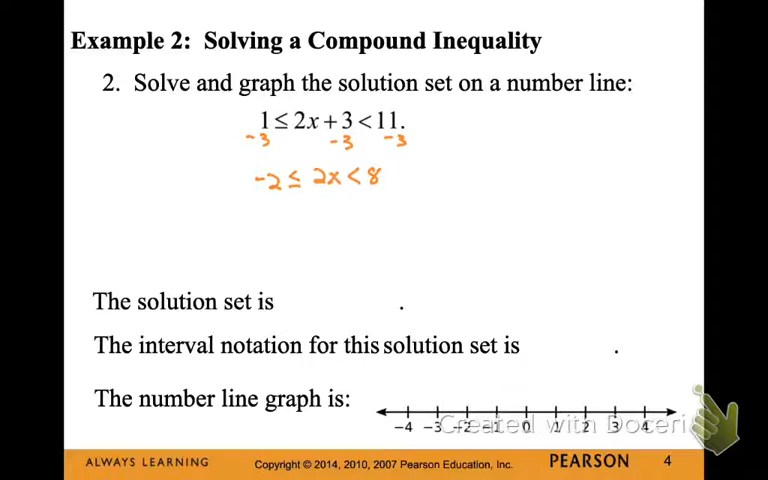 Example 2: Solving a Compound Inequality
2. Solve and graph the solution set on a number line:
1 ≤ 2x + 3 < 11.
-3 -3 -3
-2 ≤ 2x < 8
The solution set is .
The interval notation for this solution set is .
The number line graph is:
−4 −3 −2 −1 0 1 2 3 4
Created with Doceri
ALWAYS LEARNING Copyright © 2014, 2010, 2007 Pearson Education, Inc. PEARSON 4